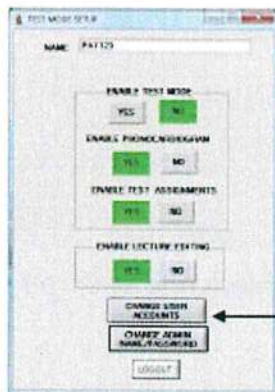 TEST MODE SETUP
NAME: PAT123
ENABLE TEST MODE
YES NO
ENABLE PHONOCARDIOGRAM
YES NO
ENABLE TEST ASSIGNMENTS
YES NO
ENABLE LECTURE EDITING
YES NO
CHANGE USER
ACCOUNTS
CHANGE ADMIN
NAME/PASSWORD
LOGOUT